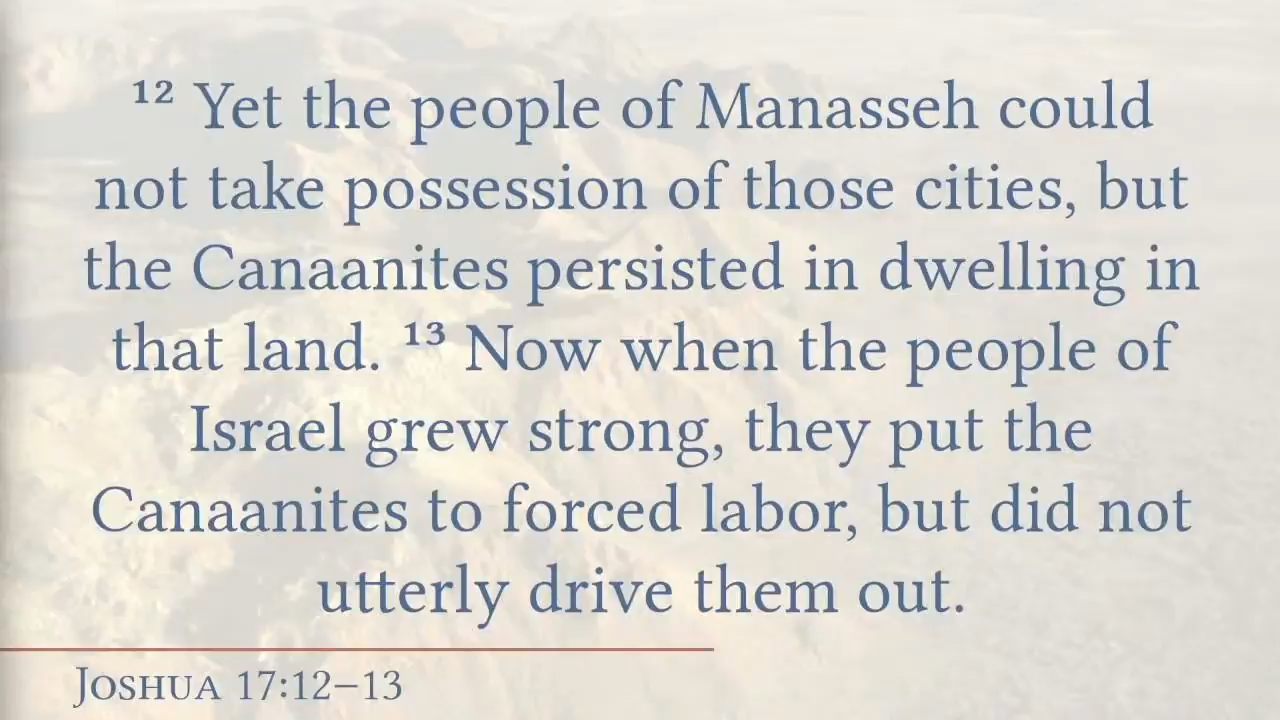 ¹² Yet the people of Manasseh could
not take possession of those cities, but
the Canaanites persisted in dwelling in
that land. ¹³ Now when the people of
Israel grew strong, they put the
Canaanites to forced labor, but did not
utterly drive them out.
Joshua 17:12–13